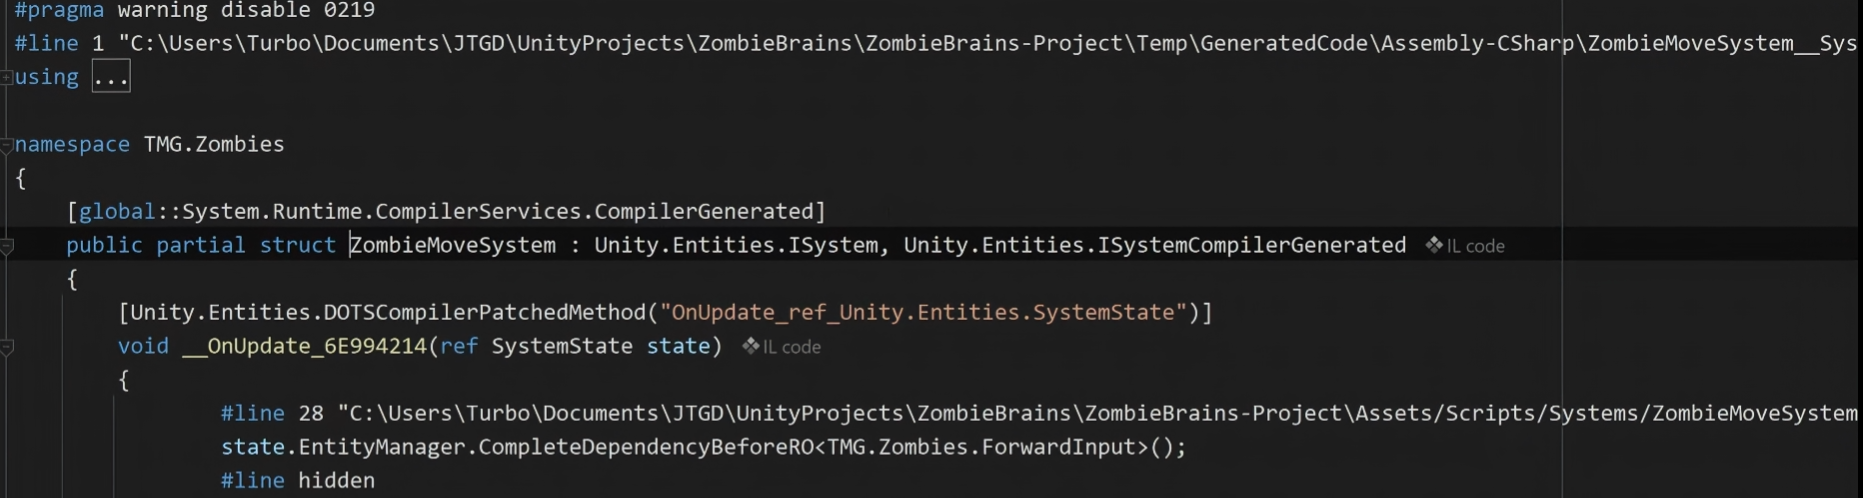 #pragma warning disable 0219
#line 1 "C:\Users\Turbo\Documents\JTGD\UnityProjects\ZombieBrains\ZombieBrains-Project\Temp\GeneratedCode\Assembly-CSharp\ZombieMoveSystem__Sys
using ...
namespace TMG.Zombies
{
[global::System.Runtime.CompilerServices.CompilerGenerated]
public partial struct ZombieMoveSystem : Unity.Entities.ISystem, Unity.Entities.ISystemCompilerGenerated IL code
{
[Unity.Entities.DOTSCompilerPatchedMethod("OnUpdate_ref_Unity.Entities.SystemState")]
void __OnUpdate_6E994214(ref SystemState state) IL code
{
#line 28 "C:\Users\Turbo\Documents\JTGD\UnityProjects\ZombieBrains\ZombieBrains-Project\Assets/Scripts/Systems/ZombieMoveSystem
state.EntityManager.CompleteDependencyBeforeRO<TMG.Zombies.ForwardInput>();
#line hidden